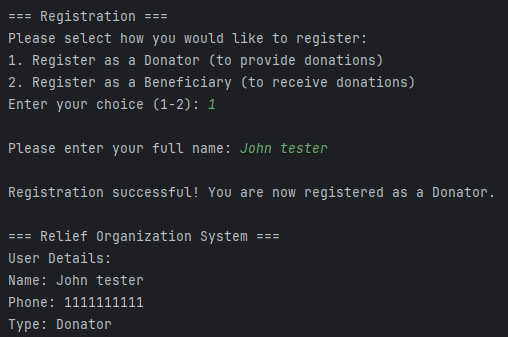 === Registration ===
Please select how you would like to register:
1. Register as a Donator (to provide donations)
2. Register as a Beneficiary (to receive donations)
Enter your choice (1-2): 1
Please enter your full name: John tester
Registration successful! You are now registered as a Donator.
=== Relief Organization System ===
User Details:
Name: John tester
Phone: 1111111111
Type: Donator